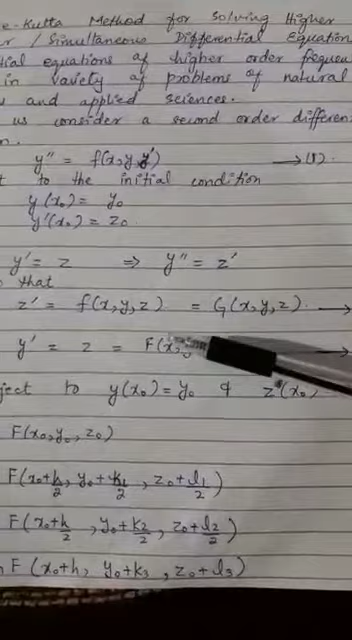 e-Kutta Method for Solving Higher
r / Simultaneous Differential Equation
tial equations of higher order freque
in variety of problems of natural
and applied sciences.
us consider a second order differen
n.
y'' = f(x,y,y') → (1)
t to the initial condition
y(x₀) = y₀
y'(x₀) = z₀.
y' = z ⇒ y'' = z'
that
z' = f(x,y,z) = G(x,y,z). →
y' = z = F(x,
ject to y(x₀) = y₀ & z(x₀)
F(x₀,y₀,z₀)
F(x₀+h/2, y₀+k₁/2, z₀+l₁/2)
F(x₀+h/2, y₀+k₂/2, z₀+l₂/2)
F(x₀+h, y₀+k₃, z₀+l₃)